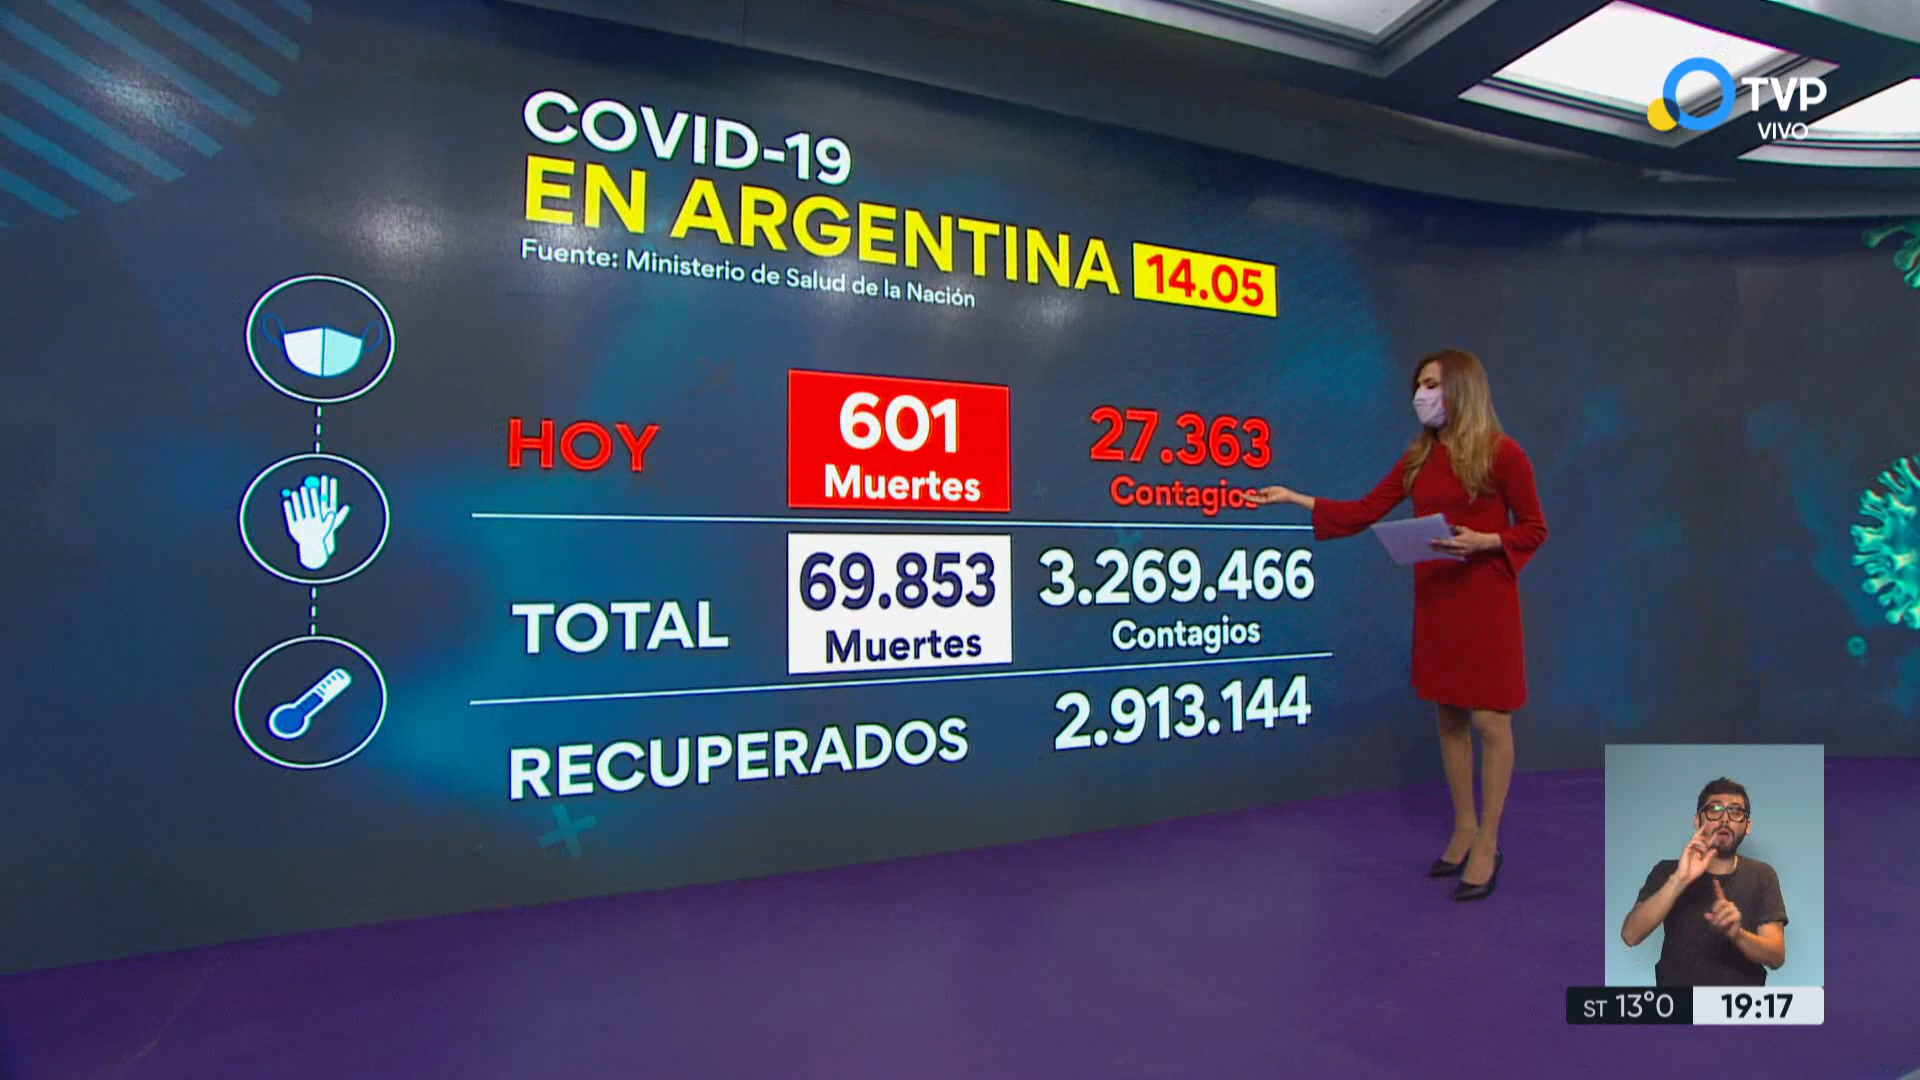 COVID-19
EN ARGENTINA 14.05
Fuente: Ministerio de Salud de la Nación
HOY
601
Muertes
27.363
Contagios
TOTAL
69.853
Muertes
3.269.466
Contagios
RECUPERADOS
2.913.144
TVP
VIVO
ST 13°0
19:17